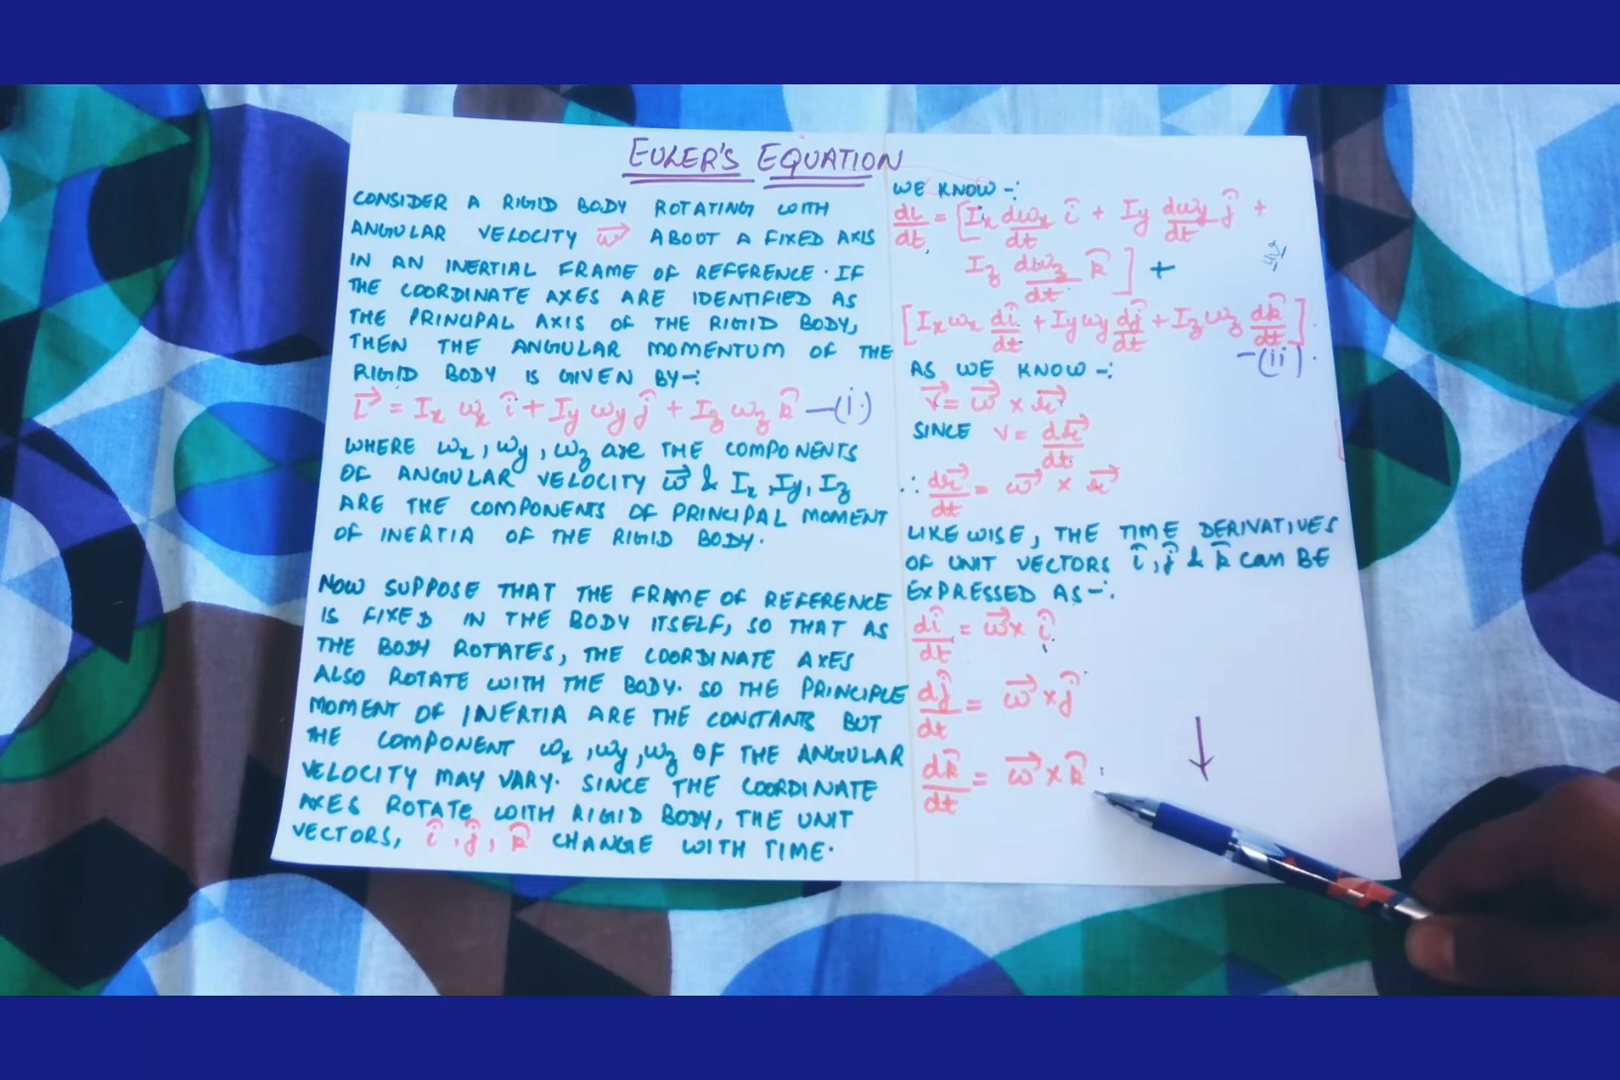 EULER'S EQUATION
CONSIDER A RIGID BODY ROTATING WITH
ANGULAR VELOCITY ω⃗ ABOUT A FIXED AXIS
IN AN INERTIAL FRAME OF REFERENCE. IF
THE COORDINATE AXES ARE IDENTIFIED AS
THE PRINCIPAL AXIS OF THE RIGID BODY,
THEN THE ANGULAR MOMENTUM OF THE
RIGID BODY IS GIVEN BY-:
L⃗ = Ix ωx î + Iy ωy ĵ + Iz ωz k̂ -(i)
WHERE ωx, ωy, ωz are THE COMPONENTS
OF ANGULAR VELOCITY ω⃗ & Ix, Iy, Iz
ARE THE COMPONENTS OF PRINCIPAL MOMENT
OF INERTIA OF THE RIGID BODY.
NOW SUPPOSE THAT THE FRAME OF REFERENCE
IS FIXED IN THE BODY ITSELF, SO THAT AS
THE BODY ROTATES, THE COORDINATE AXES
ALSO ROTATE WITH THE BODY. SO THE PRINCIPLE
MOMENT OF INERTIA ARE THE CONSTANTS BUT
THE COMPONENT ωx, ωy, ωz OF THE ANGULAR
VELOCITY MAY VARY. SINCE THE COORDINATE
AXES ROTATE WITH RIGID BODY, THE UNIT
VECTORS, î, ĵ, k̂ CHANGE WITH TIME.
WE KNOW -:
dL/dt = [Ix dωx/dt î + Iy dωy/dt ĵ +
Iz dωz/dt k̂] +
[Ix ωx dî/dt + Iy ωy dĵ/dt + Iz ωz dk̂/dt]
-(ii)
AS WE KNOW -:
v⃗ = ω⃗ × r⃗
SINCE v = dr⃗/dt
∴ dr⃗/dt = ω⃗ × r⃗
LIKEWISE, THE TIME DERIVATIVES
OF UNIT VECTORS î, ĵ & k̂ can BE
EXPRESSED AS -:
dî/dt = ω⃗ × î
dĵ/dt = ω⃗ × ĵ
dk̂/dt = ω⃗ × k̂